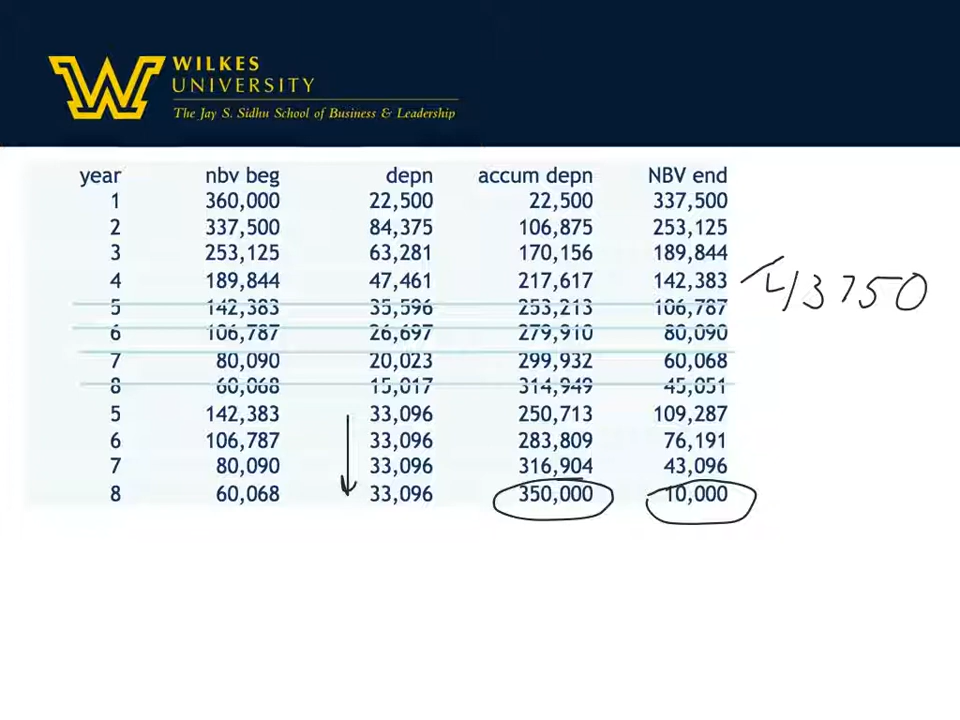 WILKES
UNIVERSITY
The Jay S. Sidhu School of Business & Leadership
year nbv beg depn accum depn NBV end
1 360,000 22,500 22,500 337,500
2 337,500 84,375 106,875 253,125
3 253,125 63,281 170,156 189,844
4 189,844 47,461 217,617 142,383
43750
5 142,383 35,596 253,213 106,787
6 106,787 26,697 279,910 80,090
7 80,090 20,023 299,932 60,068
8 60,068 15,017 314,949 45,051
5 142,383 33,096 250,713 109,287
6 106,787 33,096 283,809 76,191
7 80,090 33,096 316,904 43,096
8 60,068 33,096 350,000 10,000